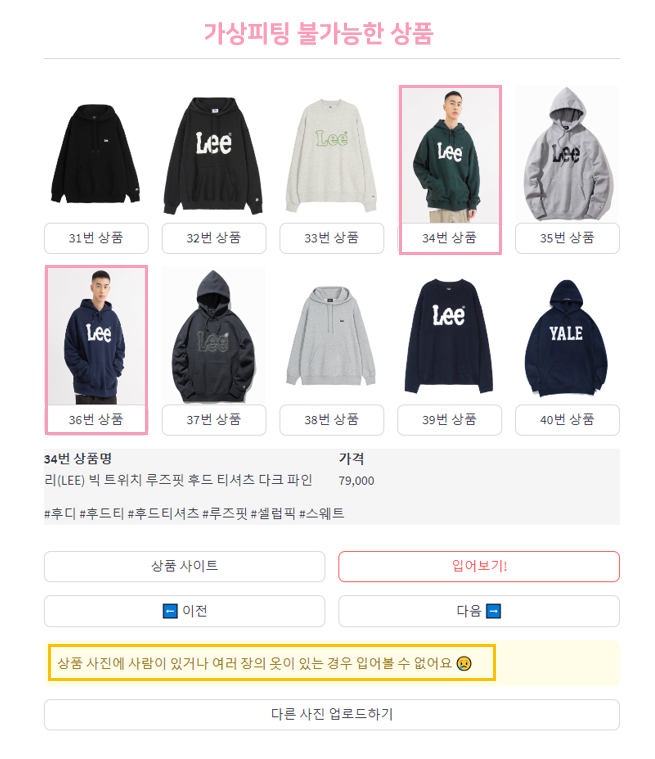 가상피팅 불가능한 상품
Lee
Lee
Lee
Lee
31번 상품
32번 상품
33번 상품
34번 상품
35번 상품
Lee
Lee
Lee
YALE
36번 상품
37번 상품
38번 상품
39번 상품
40번 상품
34번 상품명
가격
리(LEE) 빅 트위치 루즈핏 후드 티셔츠 다크 파인
79,000
#후디 #후드티 #후드티셔츠 #루즈핏 #셀럽픽 #스웨트
상품 사이트
입어보기!
⬅️ 이전
다음 ➡️
상품 사진에 사람이 있거나 여러 장의 옷이 있는 경우 입어볼 수 없어요 😥
다른 사진 업로드하기